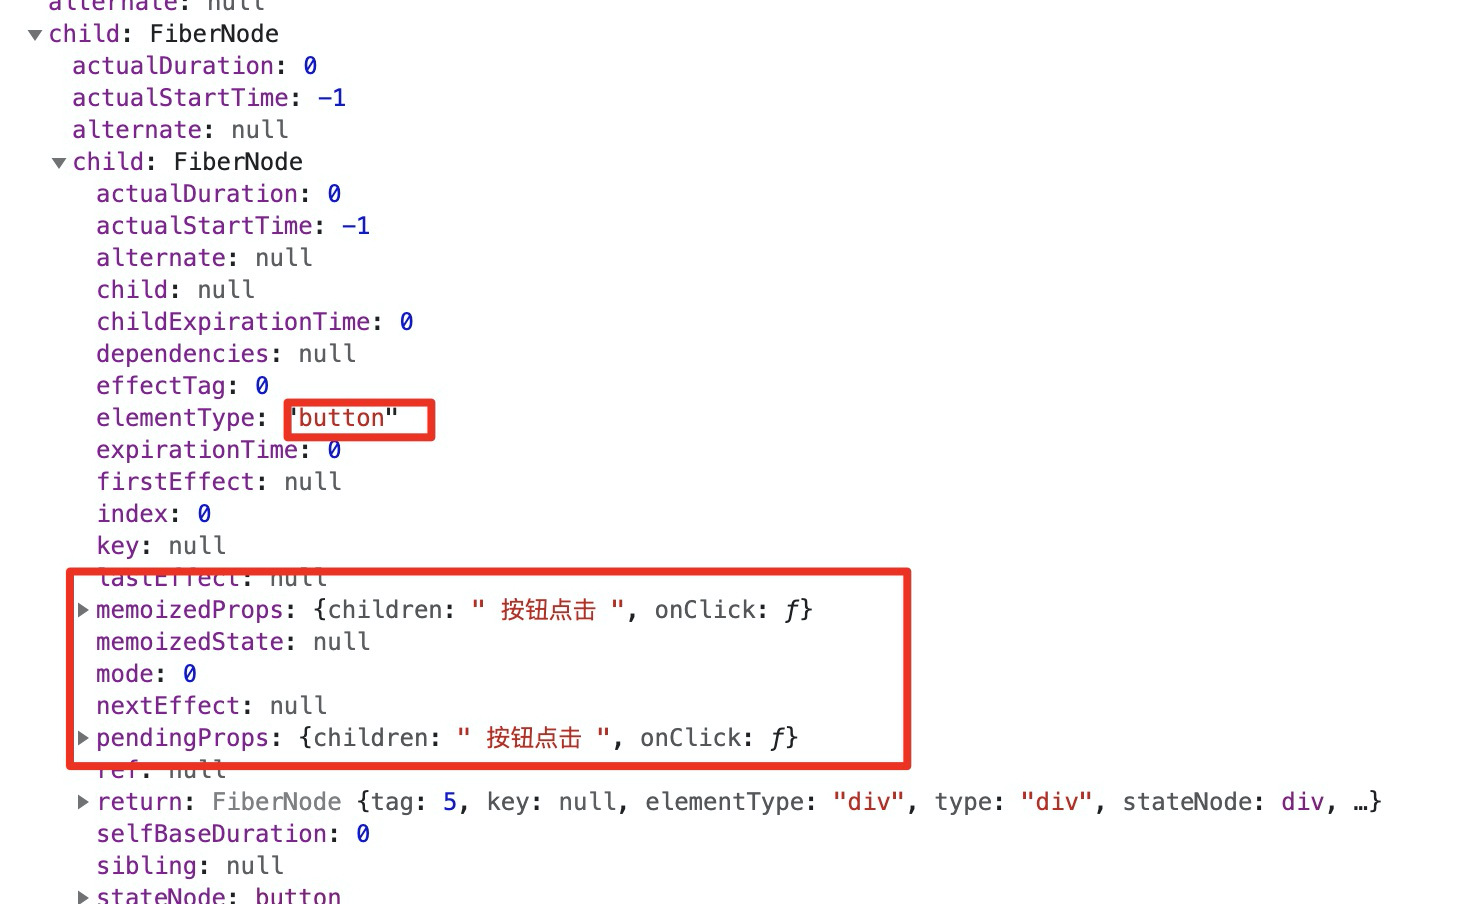 alternate: null
child: FiberNode
actualDuration: 0
actualStartTime: -1
alternate: null
child: FiberNode
actualDuration: 0
actualStartTime: -1
alternate: null
child: null
childExpirationTime: 0
dependencies: null
effectTag: 0
elementType: "button"
expirationTime: 0
firstEffect: null
index: 0
key: null
lastEffect: null
memoizedProps: {children: " 按钮点击 ", onClick: ƒ}
memoizedState: null
mode: 0
nextEffect: null
pendingProps: {children: " 按钮点击 ", onClick: ƒ}
ref: null
return: FiberNode {tag: 5, key: null, elementType: "div", type: "div", stateNode: div, …}
selfBaseDuration: 0
sibling: null
stateNode: button